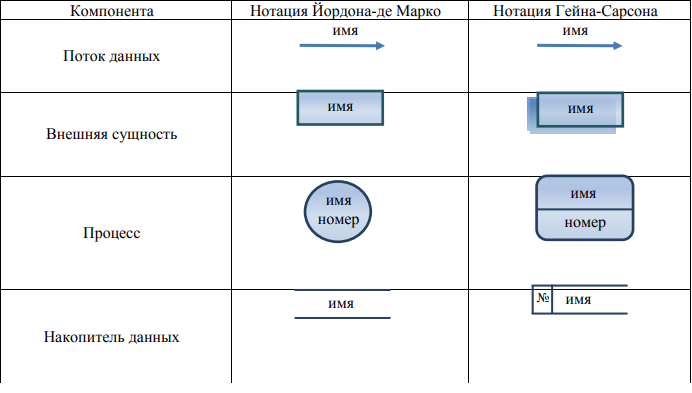 Компонента Нотация Йордона-де Марко Нотация Гейна-Сарсона
Поток данных имя имя
Внешняя сущность имя имя
Процесс имя номер имя номер
Накопитель данных имя № имя